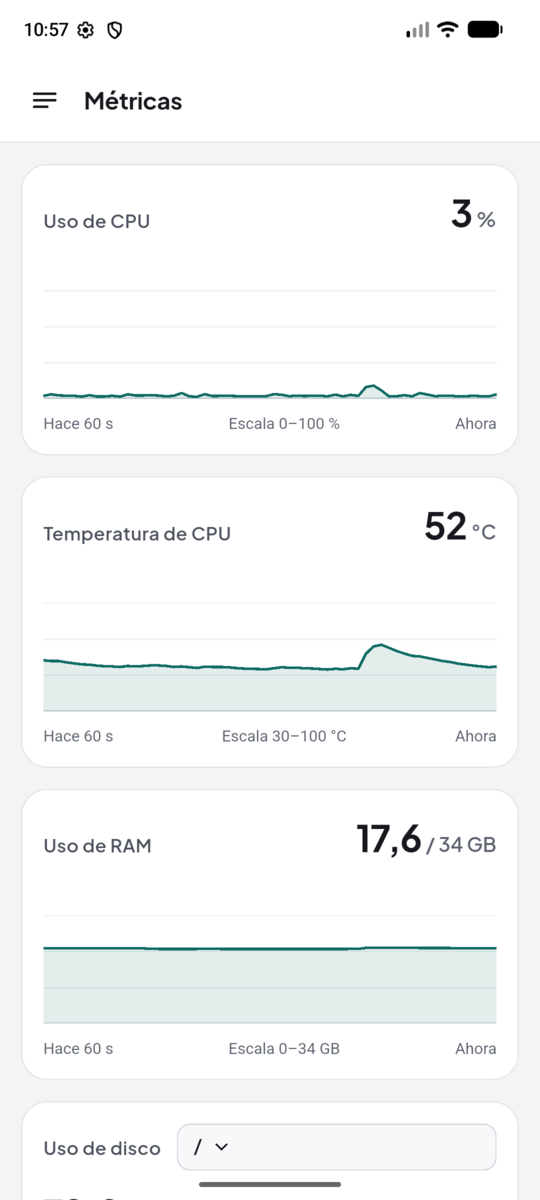 10:57
Métricas
Uso de CPU
3 %
Hace 60 s
Escala 0–100 %
Ahora
Temperatura de CPU
52 °C
Hace 60 s
Escala 30–100 °C
Ahora
Uso de RAM
17,6 / 34 GB
Hace 60 s
Escala 0–34 GB
Ahora
Uso de disco
/